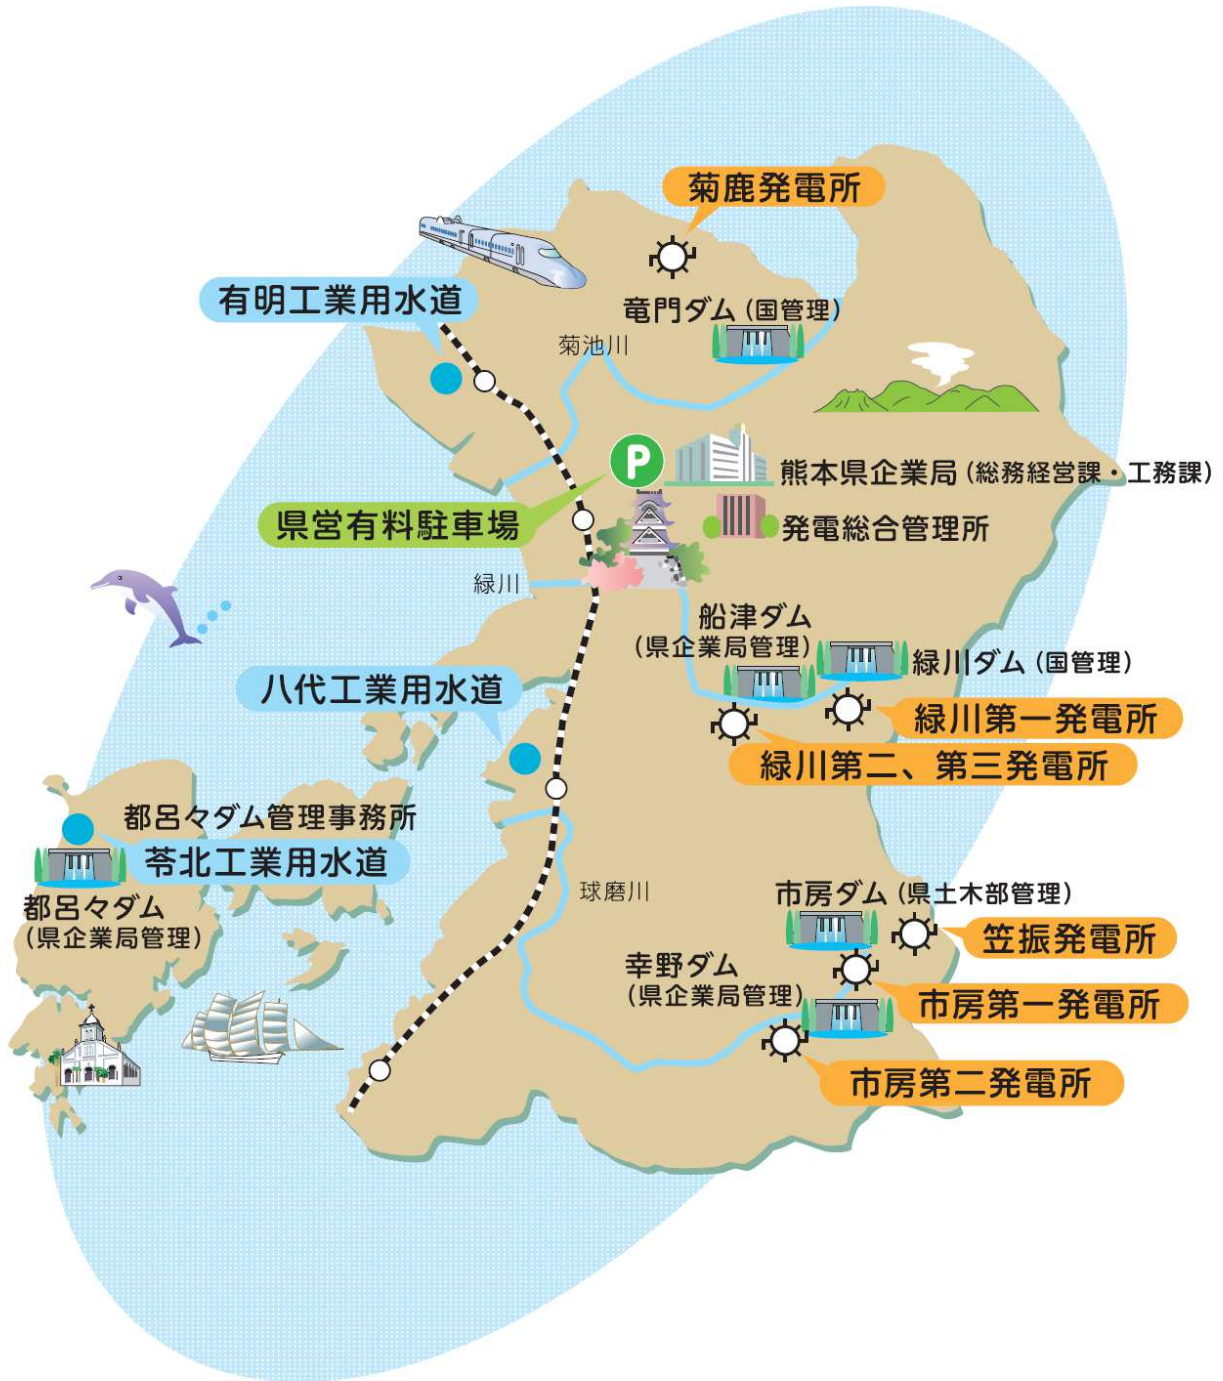 菊鹿発電所
有明工業用水道
竜門ダム(国管理)
菊池川
P
熊本県企業局(総務経営課・工務課)
県営有料駐車場
発電総合管理所
緑川
船津ダム
(県企業局管理)
緑川ダム(国管理)
八代工業用水道
緑川第一発電所
緑川第二、第三発電所
都呂々ダム管理事務所
苓北工業用水道
都呂々ダム
(県企業局管理)
球磨川
市房ダム(県土木部管理)
笠振発電所
幸野ダム
(県企業局管理)
市房第一発電所
市房第二発電所